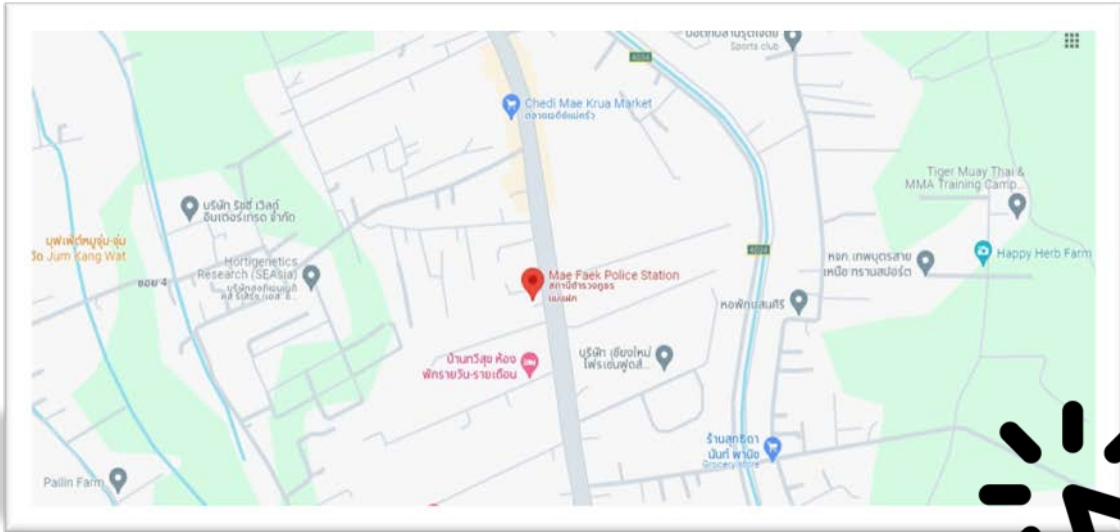 Sports club
4034
Chedi Mae Krua Market
ตลาดเจดีย์แม่ครัว
Tiger Muay Thai &
MMA Training Camp...
บริษัท ริชชี่ เวิลด์
อินเตอร์เทรด จำกัด
บุฟเฟ่ต์หมูจุ่ม-จุ่ม
Jum Kang Wat
Hortigenetics
Research (SEAsia)
ซอย 4
4034
หจก. เทพบุตรสาย
เหนือ ทรานสปอร์ต
Happy Herb Farm
Mae Faek Police Station
สถานีตำรวจภูธร
แม่แฝก
หอพักแสนศิริ
บ้านทวีสุข ห้อง
พักรายวัน-รายเดือน
บริษัท เชียงใหม่
โฟรเซ่นฟูดส์...
ร้านสุทธิดา
นันท์ พานิช
Grocery store
Pailin Farm